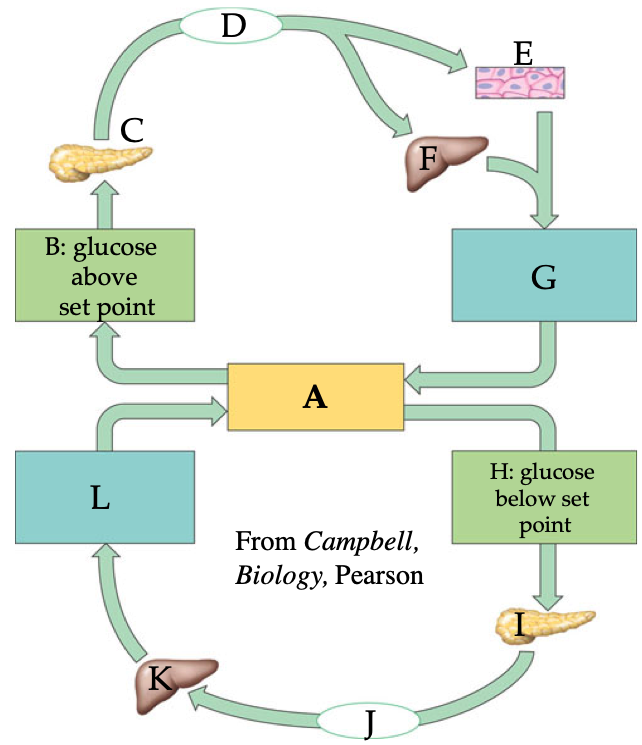 D
E
C
F
B: glucose
above
set point
G
A
L
H: glucose
below set
point
From Campbell,
Biology, Pearson
I
K
J